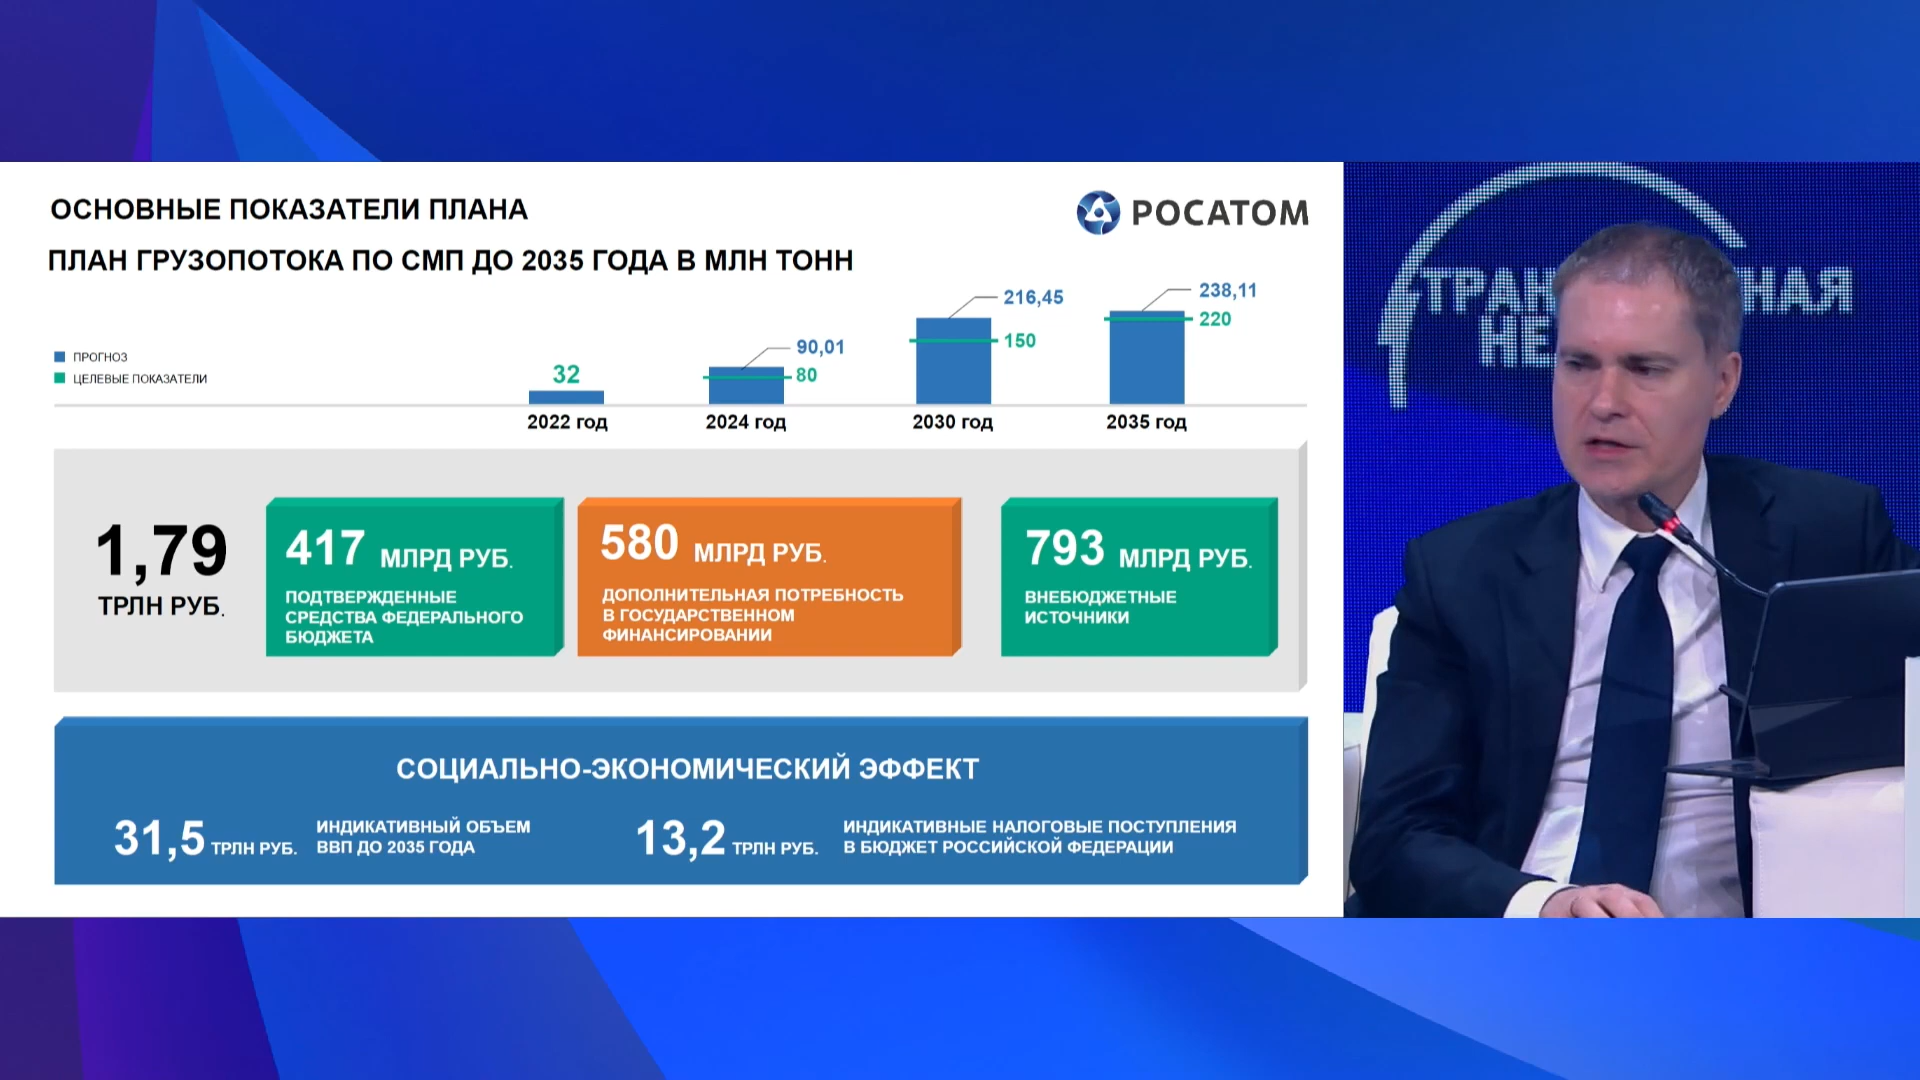 ОСНОВНЫЕ ПОКАЗАТЕЛИ ПЛАНА
РОСАТОМ
ПЛАН ГРУЗОПОТОКА ПО СМП ДО 2035 ГОДА В МЛН ТОНН
ПРОГНОЗ
ЦЕЛЕВЫЕ ПОКАЗАТЕЛИ
32
90,01
80
216,45
150
238,11
220
2022 год
2024 год
2030 год
2035 год
1,79
ТРЛН РУБ.
417 МЛРД РУБ.
ПОДТВЕРЖДЕННЫЕ
СРЕДСТВА ФЕДЕРАЛЬНОГО
БЮДЖЕТА
580 МЛРД РУБ.
ДОПОЛНИТЕЛЬНАЯ ПОТРЕБНОСТЬ
В ГОСУДАРСТВЕННОМ
ФИНАНСИРОВАНИИ
793 МЛРД РУБ.
ВНЕБЮДЖЕТНЫЕ
ИСТОЧНИКИ
СОЦИАЛЬНО-ЭКОНОМИЧЕСКИЙ ЭФФЕКТ
31,5 ТРЛН РУБ.
ИНДИКАТИВНЫЙ ОБЪЕМ
ВВП ДО 2035 ГОДА
13,2 ТРЛН РУБ.
ИНДИКАТИВНЫЕ НАЛОГОВЫЕ ПОСТУПЛЕНИЯ
В БЮДЖЕТ РОССИЙСКОЙ ФЕДЕРАЦИИ